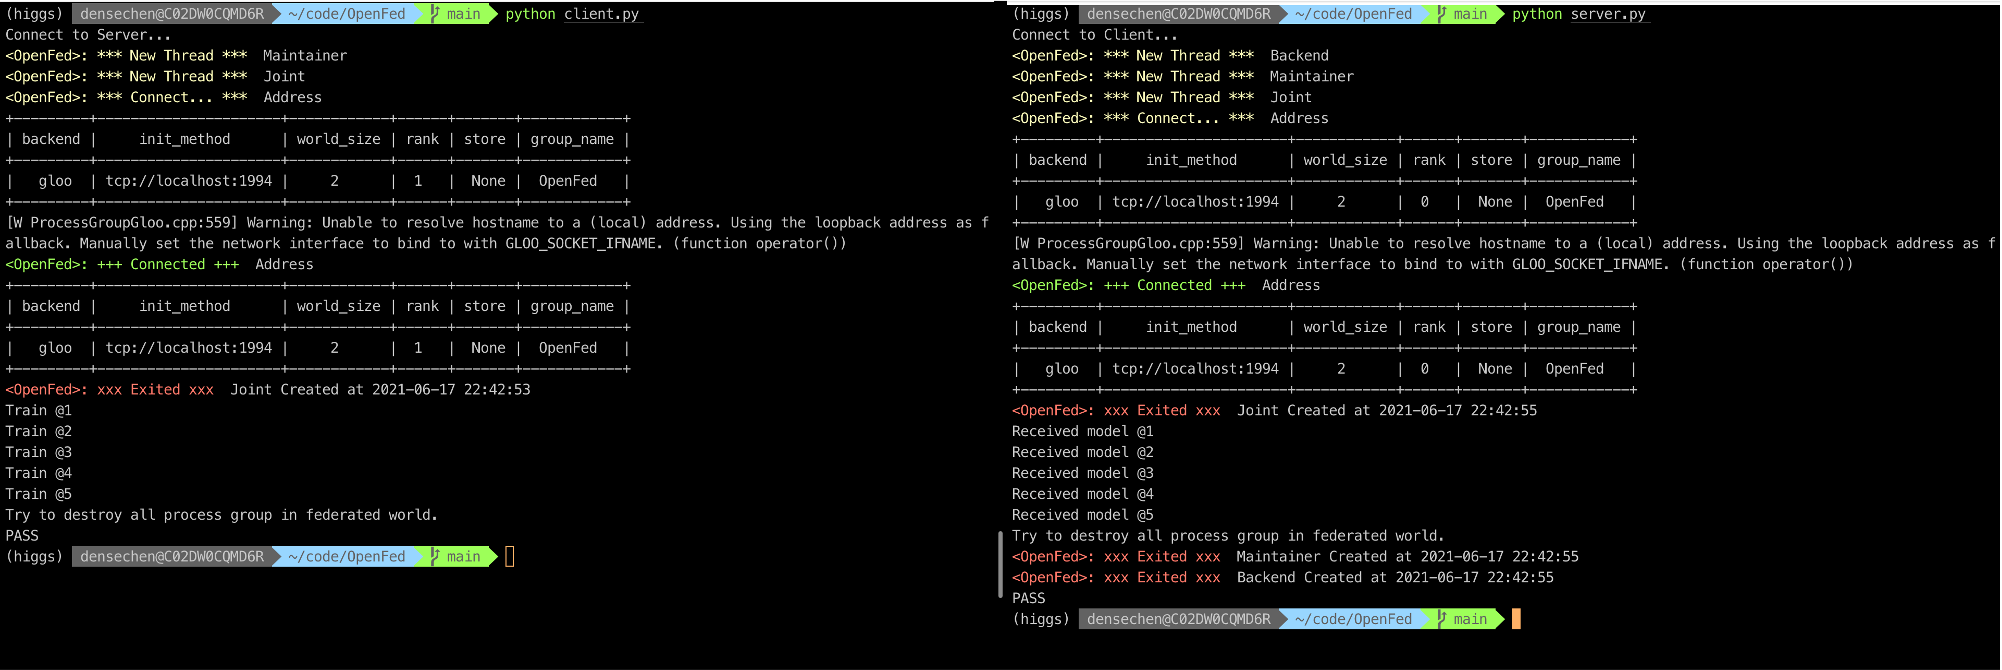 (higgs) densechen@C02DW0CQMD6R ~/code/OpenFed main python client.py
Connect to Server...
<OpenFed>: *** New Thread *** Maintainer
<OpenFed>: *** New Thread *** Joint
<OpenFed>: *** Connect... *** Address
+---------+----------------------+------------+------+-------+------------+
| backend | init_method | world_size | rank | store | group_name |
+---------+----------------------+------------+------+-------+------------+
| gloo | tcp://localhost:1994 | 2 | 1 | None | OpenFed |
+---------+----------------------+------------+------+-------+------------+
[W ProcessGroupGloo.cpp:559] Warning: Unable to resolve hostname to a (local) address. Using the loopback address as f
allback. Manually set the network interface to bind to with GLOO_SOCKET_IFNAME. (function operator())
<OpenFed>: +++ Connected +++ Address
+---------+----------------------+------------+------+-------+------------+
| backend | init_method | world_size | rank | store | group_name |
+---------+----------------------+------------+------+-------+------------+
| gloo | tcp://localhost:1994 | 2 | 1 | None | OpenFed |
+---------+----------------------+------------+------+-------+------------+
<OpenFed>: xxx Exited xxx Joint Created at 2021-06-17 22:42:53
Train @1
Train @2
Train @3
Train @4
Train @5
Try to destroy all process group in federated world.
PASS
(higgs) densechen@C02DW0CQMD6R ~/code/OpenFed main
(higgs) densechen@C02DW0CQMD6R ~/code/OpenFed main python server.py
Connect to Client...
<OpenFed>: *** New Thread *** Backend
<OpenFed>: *** New Thread *** Maintainer
<OpenFed>: *** New Thread *** Joint
<OpenFed>: *** Connect... *** Address
+---------+----------------------+------------+------+-------+------------+
| backend | init_method | world_size | rank | store | group_name |
+---------+----------------------+------------+------+-------+------------+
| gloo | tcp://localhost:1994 | 2 | 0 | None | OpenFed |
+---------+----------------------+------------+------+-------+------------+
[W ProcessGroupGloo.cpp:559] Warning: Unable to resolve hostname to a (local) address. Using the loopback address as f
allback. Manually set the network interface to bind to with GLOO_SOCKET_IFNAME. (function operator())
<OpenFed>: +++ Connected +++ Address
+---------+----------------------+------------+------+-------+------------+
| backend | init_method | world_size | rank | store | group_name |
+---------+----------------------+------------+------+-------+------------+
| gloo | tcp://localhost:1994 | 2 | 0 | None | OpenFed |
+---------+----------------------+------------+------+-------+------------+
<OpenFed>: xxx Exited xxx Joint Created at 2021-06-17 22:42:55
Received model @1
Received model @2
Received model @3
Received model @4
Received model @5
Try to destroy all process group in federated world.
<OpenFed>: xxx Exited xxx Maintainer Created at 2021-06-17 22:42:55
<OpenFed>: xxx Exited xxx Backend Created at 2021-06-17 22:42:55
PASS
(higgs) densechen@C02DW0CQMD6R ~/code/OpenFed main